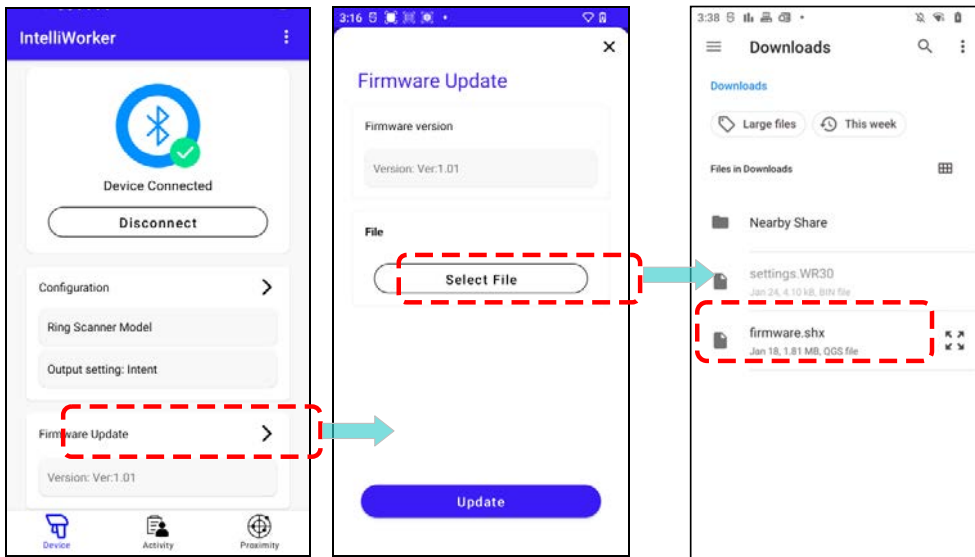 IntelliWorker
Device Connected
Disconnect
Configuration
Ring Scanner Model
Output setting: Intent
Firmware Update
Version: Ver:1.01
Device
Activity
Proximity
3:16
Firmware Update
Firmware version
Version: Ver:1.01
File
Select File
Update
3:38
Downloads
Downloads
Large files
This week
Files in Downloads
Nearby Share
settings.WR30
Jan 24, 4.10 kB, BIN file
firmware.shx
Jan 18, 1.81 MB, QGS file